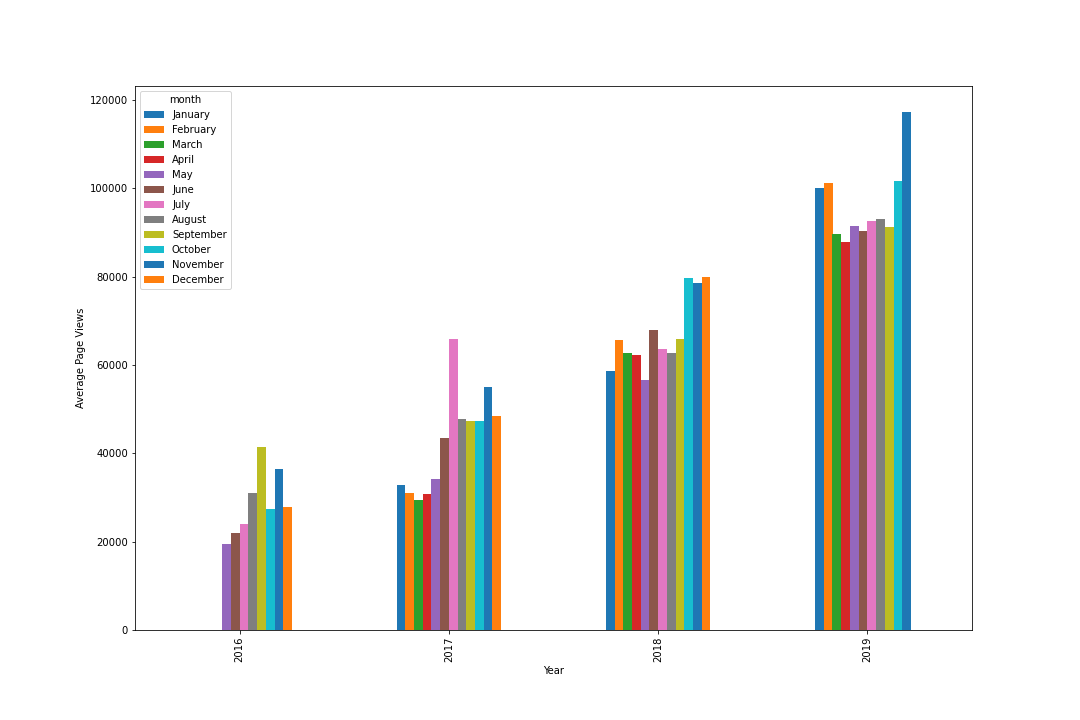 month
January
February
March
April
May
June
July
August
September
October
November
December
120000
100000
80000
60000
40000
20000
0
Average Page Views
2016
2017
2018
2019
Year